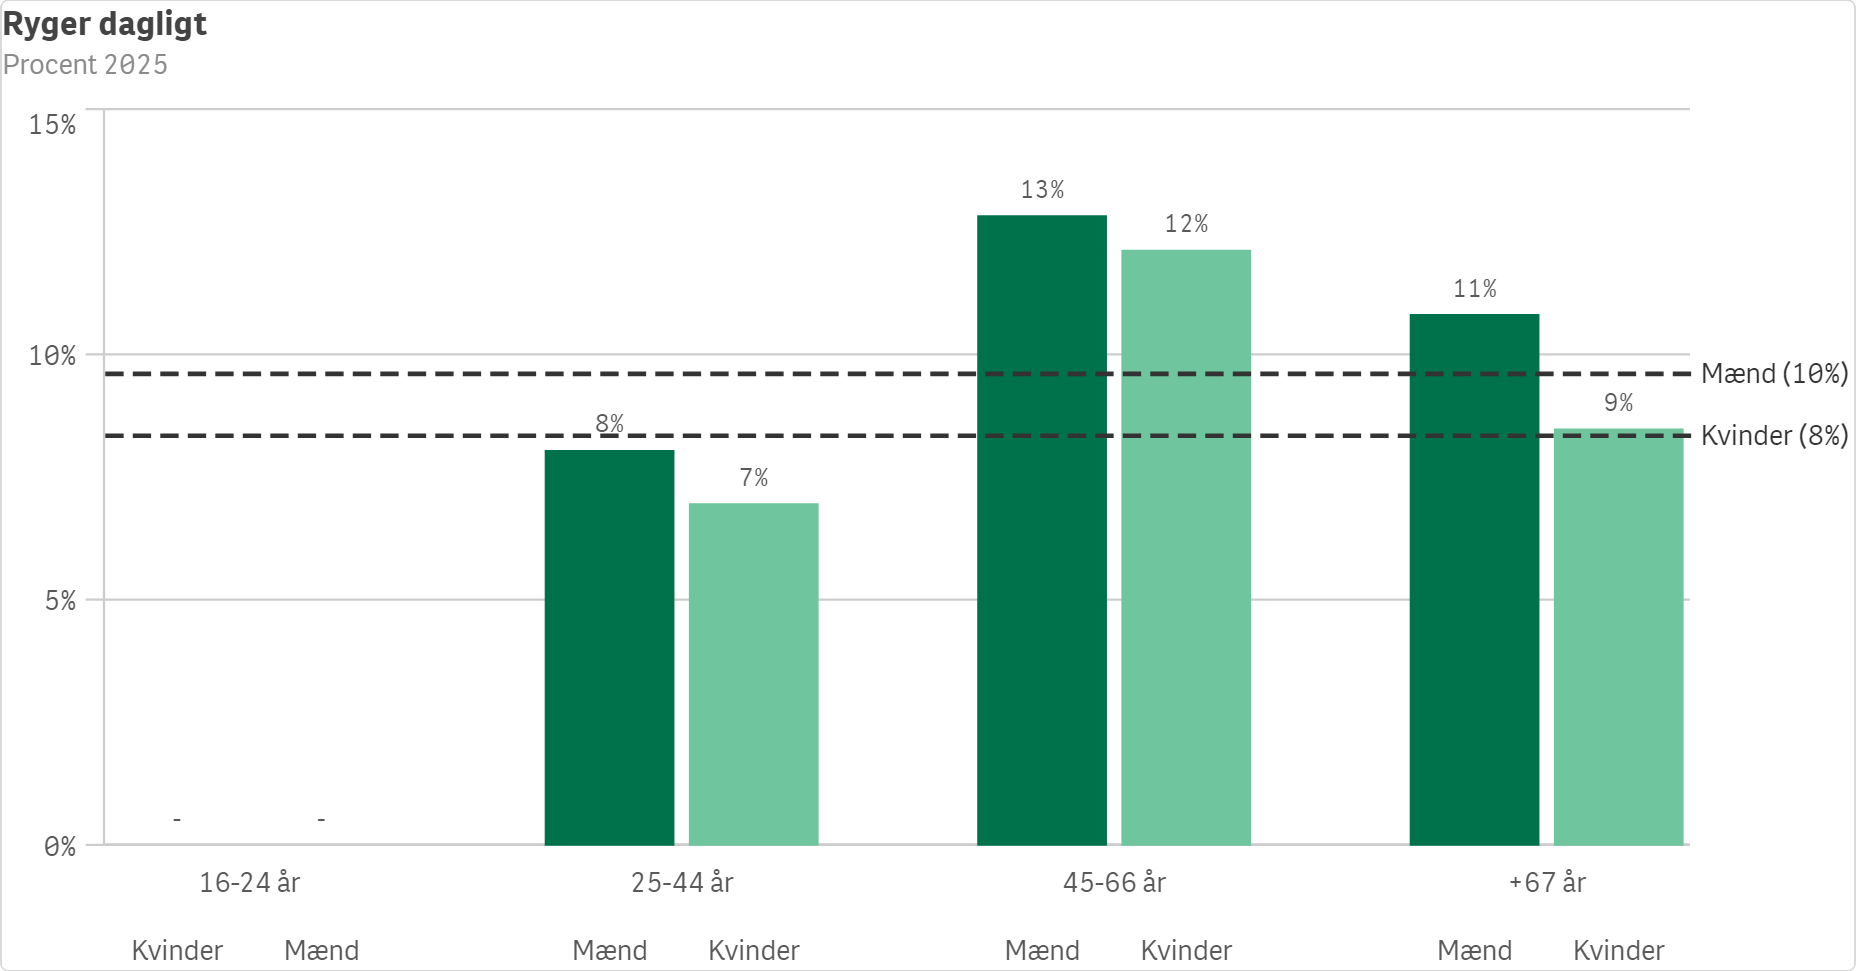 Ryger dagligt
Procent 2025
15%
13%
12%
11%
10%
Mænd (10%)
9%
8%
Kvinder (8%)
7%
5%
- -
0%
16-24 år 25-44 år 45-66 år +67 år
Kvinder Mænd Mænd Kvinder Mænd Kvinder Mænd Kvinder